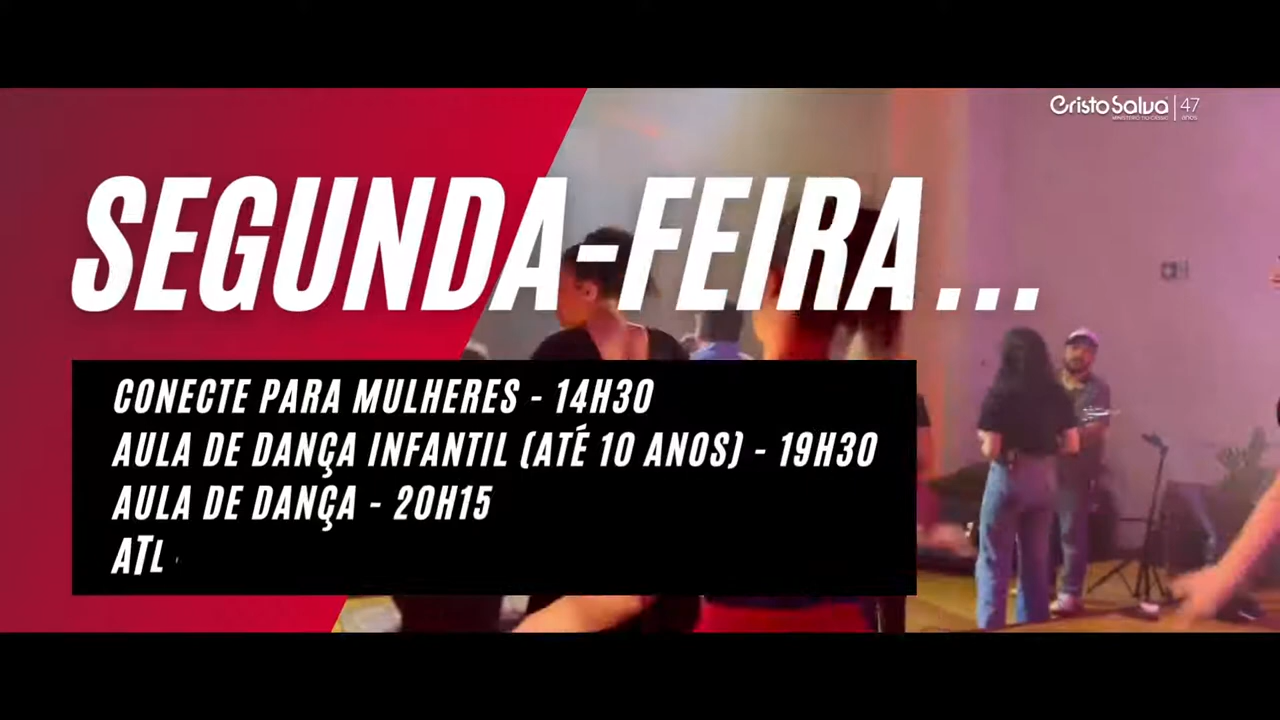 Cristo Salva 47
anos
SEGUNDA-FEIRA...
CONECTE PARA MULHERES - 14H30
AULA DE DANÇA INFANTIL (ATÉ 10 ANOS) - 19H30
AULA DE DANÇA - 20H15
ATL